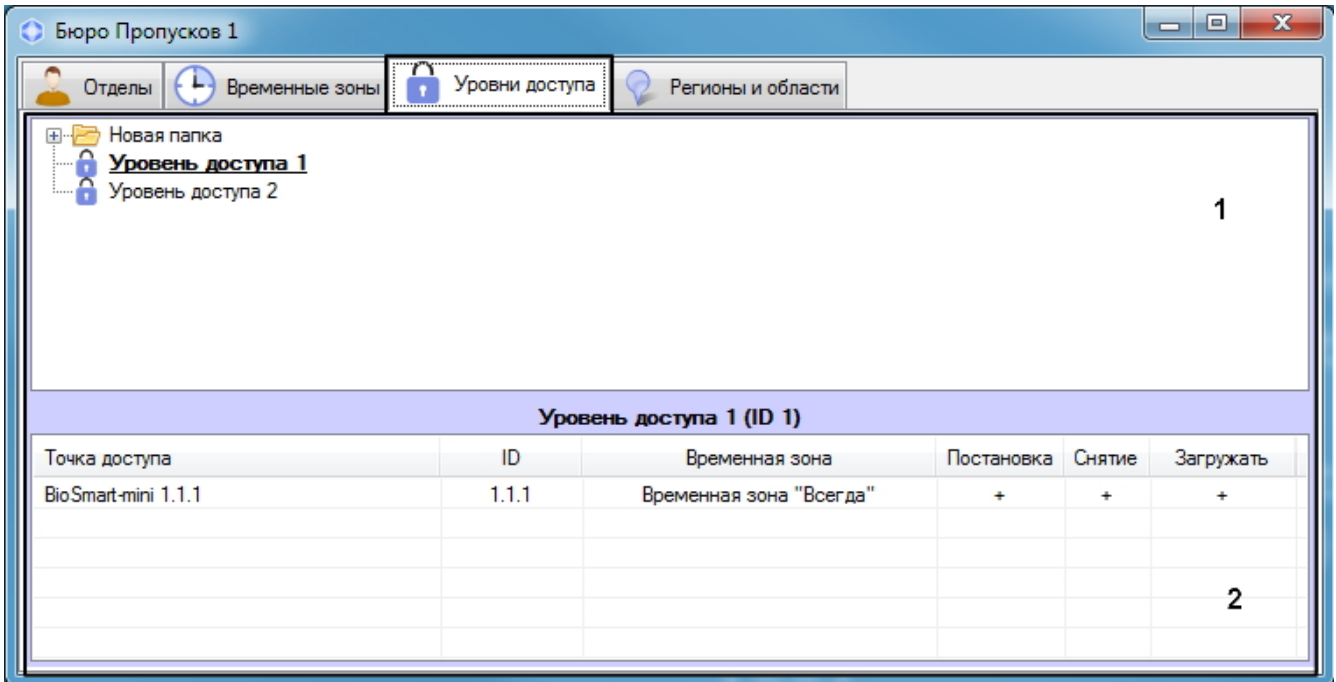 Бюро Пропусков 1
Отделы Временные зоны Уровни доступа Регионы и области
Новая папка
Уровень доступа 1
Уровень доступа 2
1
Уровень доступа 1 (ID 1)
Точка доступа ID Временная зона Постановка Снятие Загружать
BioSmart-mini 1.1.1 1.1.1 Временная зона "Всегда" + + +
2